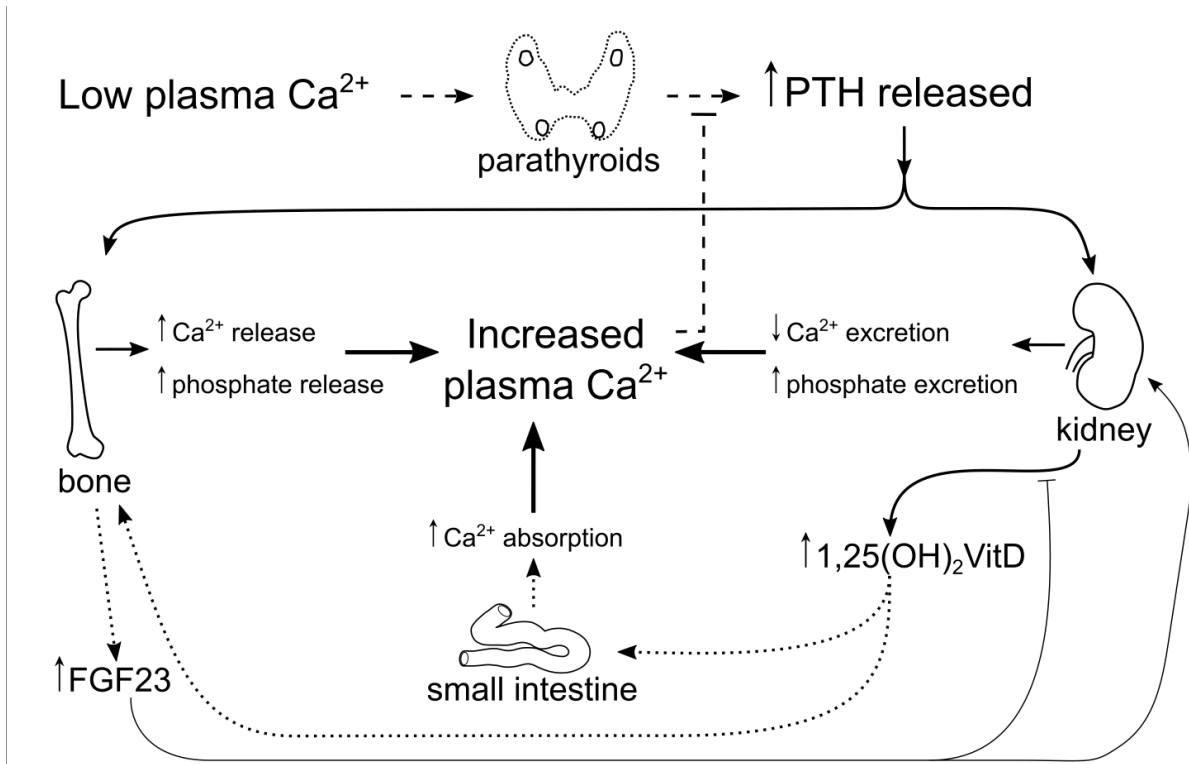 Low plasma Ca²⁺
parathyroids
↑PTH released
↑Ca²⁺ release
↑phosphate release
Increased
plasma Ca²⁺
↓Ca²⁺ excretion
↑phosphate excretion
kidney
bone
↑Ca²⁺ absorption
↑1,25(OH)₂VitD
↑FGF23
small intestine